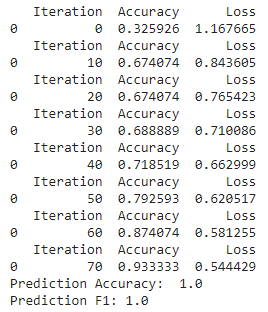 Iteration Accuracy Loss
0 0 0.325926 1.167665
Iteration Accuracy Loss
0 10 0.674074 0.843605
Iteration Accuracy Loss
0 20 0.674074 0.765423
Iteration Accuracy Loss
0 30 0.688889 0.710086
Iteration Accuracy Loss
0 40 0.718519 0.662999
Iteration Accuracy Loss
0 50 0.792593 0.620517
Iteration Accuracy Loss
0 60 0.874074 0.581255
Iteration Accuracy Loss
0 70 0.933333 0.544429
Prediction Accuracy: 1.0
Prediction F1: 1.0